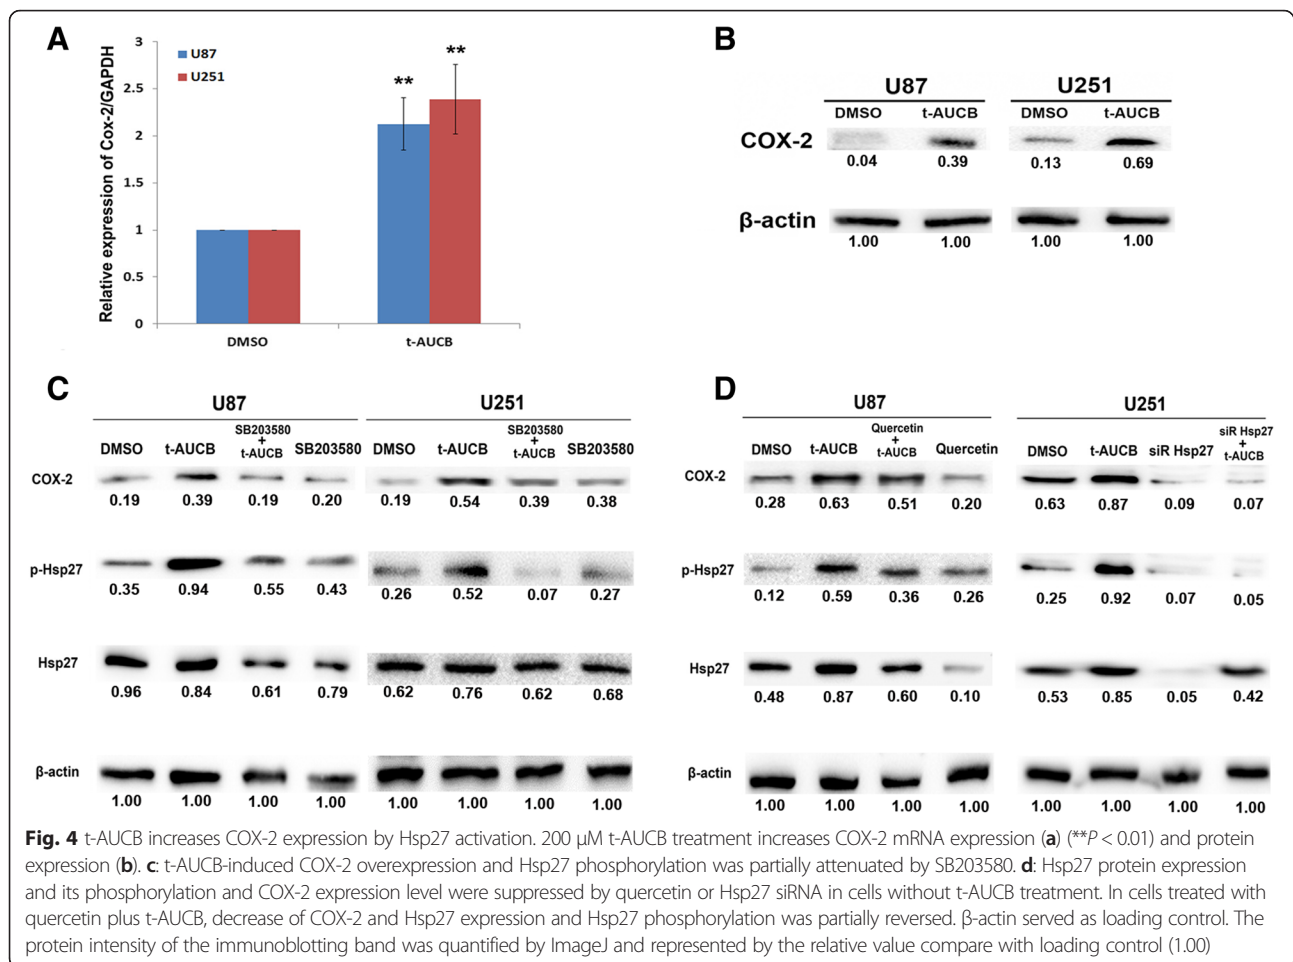 A
Relative expression of Cox-2/GAPDH
3
2.5
2
1.5
1
0.5
0
U87
U251
** **
DMSO t-AUCB
B
U87 U251
DMSO t-AUCB DMSO t-AUCB
COX-2
0.04 0.39 0.13 0.69
β-actin
1.00 1.00 1.00 1.00
C
U87 U251
DMSO t-AUCB SB203580 + t-AUCB SB203580 DMSO t-AUCB SB203580 + t-AUCB SB203580
COX-2
0.19 0.39 0.19 0.20 0.19 0.54 0.39 0.38
p-Hsp27
0.35 0.94 0.55 0.43 0.26 0.52 0.07 0.27
Hsp27
0.96 0.84 0.61 0.79 0.62 0.76 0.62 0.68
β-actin
1.00 1.00 1.00 1.00 1.00 1.00 1.00 1.00
D
U87 U251
DMSO t-AUCB Quercetin + t-AUCB Quercetin DMSO t-AUCB siR Hsp27 siR Hsp27 + t-AUCB
COX-2
0.28 0.63 0.51 0.20 0.63 0.87 0.09 0.07
p-Hsp27
0.12 0.59 0.36 0.26 0.25 0.92 0.07 0.05
Hsp27
0.48 0.87 0.60 0.10 0.53 0.85 0.05 0.42
β-actin
1.00 1.00 1.00 1.00 1.00 1.00 1.00 1.00
Fig. 4 t-AUCB increases COX-2 expression by Hsp27 activation. 200 μM t-AUCB treatment increases COX-2 mRNA expression (a) (**P < 0.01) and protein
expression (b). c: t-AUCB-induced COX-2 overexpression and Hsp27 phosphorylation was partially attenuated by SB203580. d: Hsp27 protein expression
and its phosphorylation and COX-2 expression level were suppressed by quercetin or Hsp27 siRNA in cells without t-AUCB treatment. In cells treated with
quercetin plus t-AUCB, decrease of COX-2 and Hsp27 expression and Hsp27 phosphorylation was partially reversed. β-actin served as loading control. The
protein intensity of the immunoblotting band was quantified by ImageJ and represented by the relative value compare with loading control (1.00)